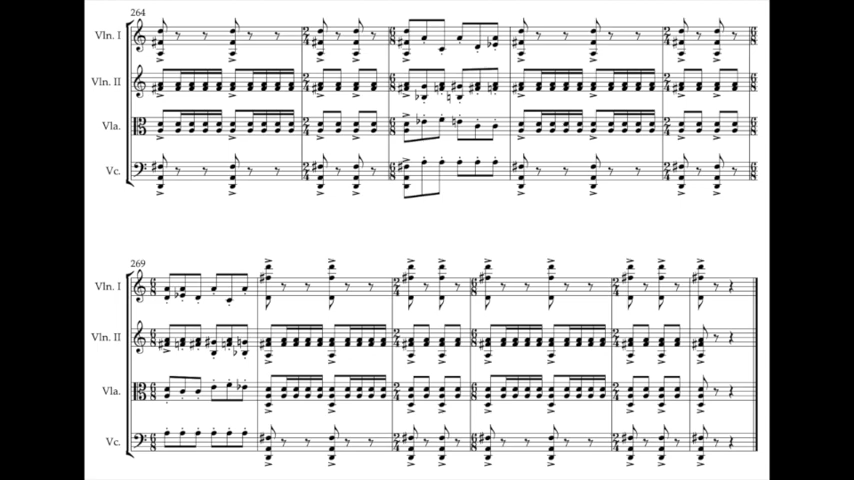 264
Vln. I
Vln. II
Vla.
Vc.
269
Vln. I
Vln. II
Vla.
Vc.